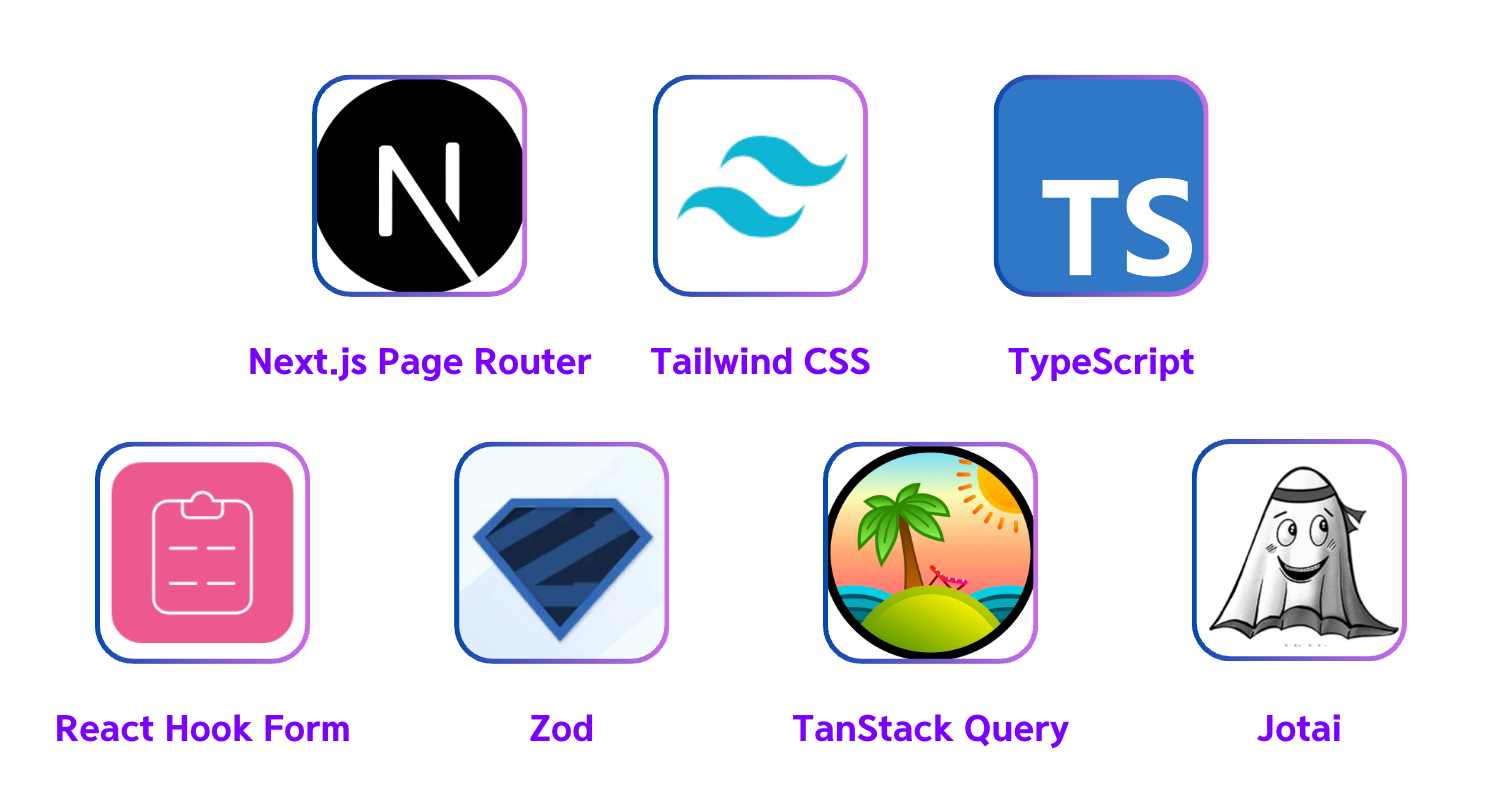 N
TS
Next.js Page Router
Tailwind CSS
TypeScript
React Hook Form
Zod
TanStack Query
Jotai